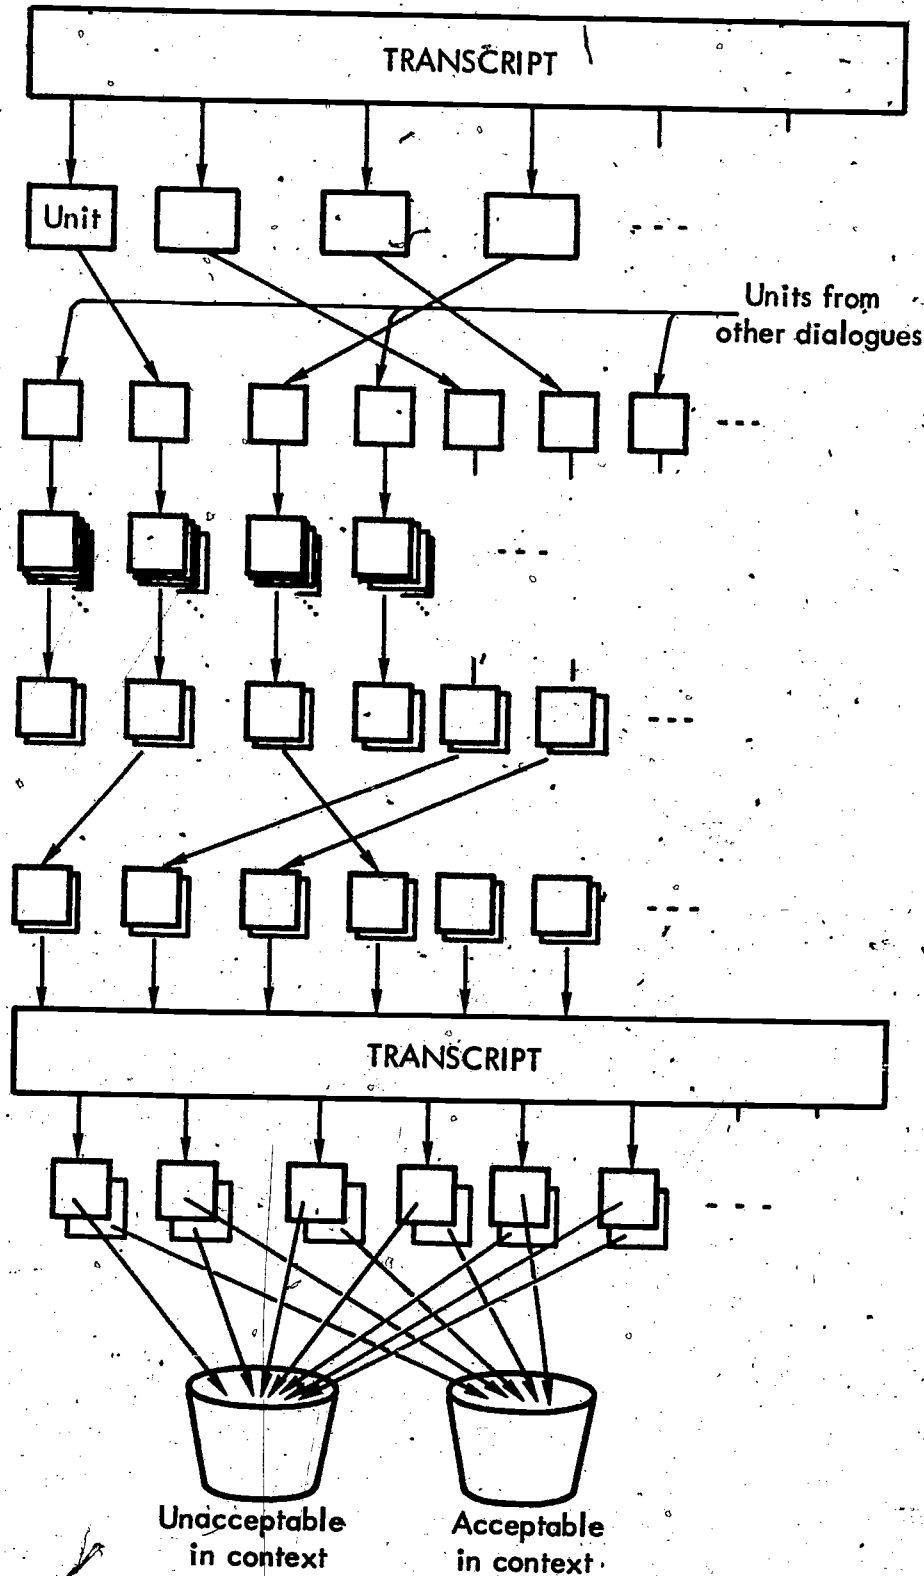 TRANSCRIPT
Unit
Units from
other dialogues
TRANSCRIPT
Unacceptable
in context
Acceptable
in context